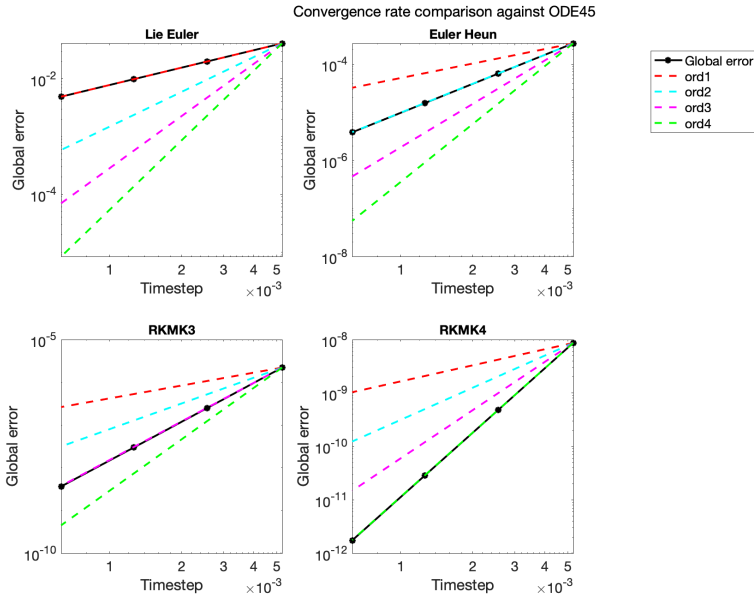 Convergence rate comparison against ODE45
Lie Euler
Global error
10⁻²
10⁻⁴
1 2 3 4 5
Timestep
×10⁻³
Euler Heun
Global error
10⁻⁴
10⁻⁶
10⁻⁸
1 2 3 4 5
Timestep
×10⁻³
Global error
ord1
ord2
ord3
ord4
RKMK3
Global error
10⁻⁵
10⁻¹⁰
1 2 3 4 5
Timestep
×10⁻³
RKMK4
Global error
10⁻⁸
10⁻⁹
10⁻¹⁰
10⁻¹¹
10⁻¹²
1 2 3 4 5
Timestep
×10⁻³